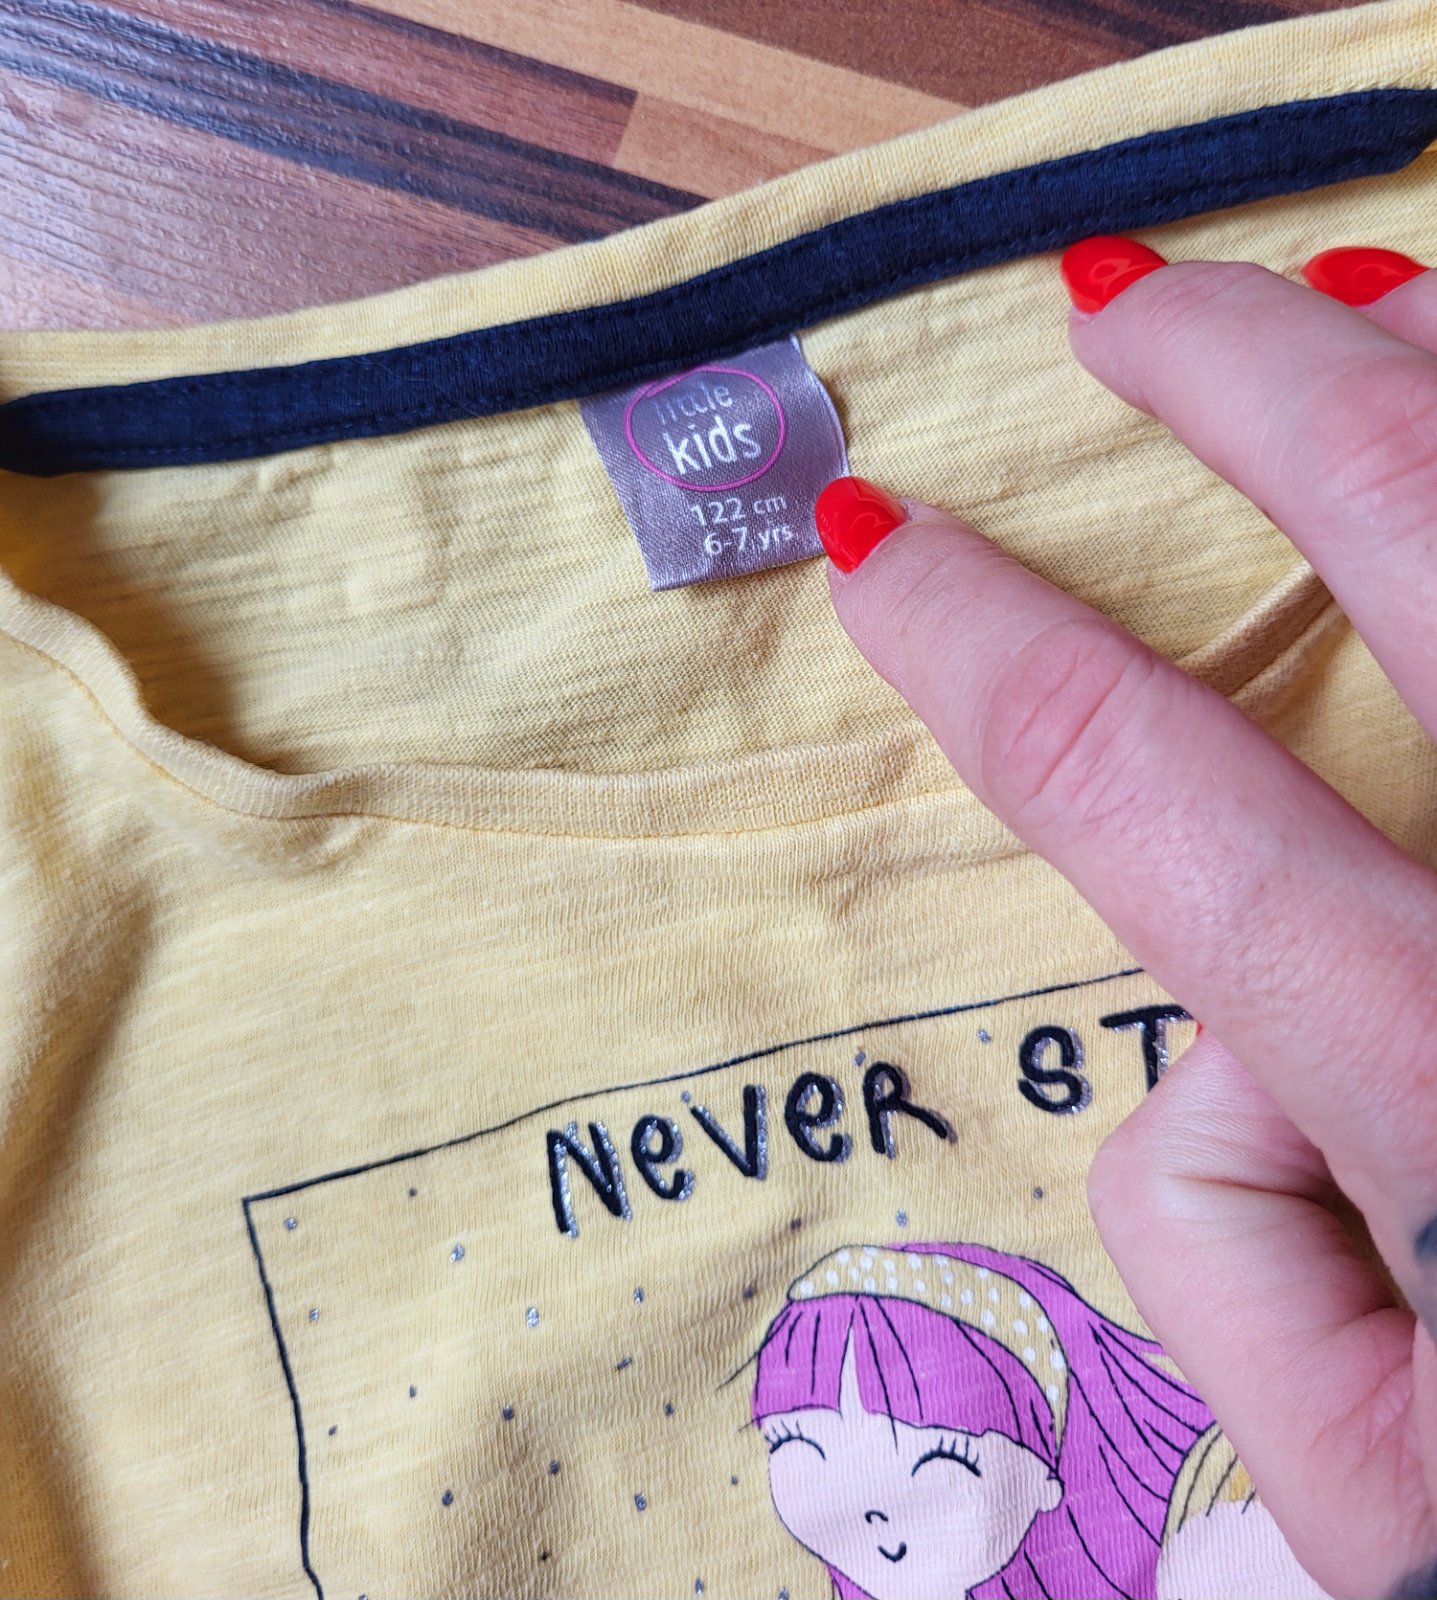 little
kids
122 cm
6-7 yrs
NeVeR ST